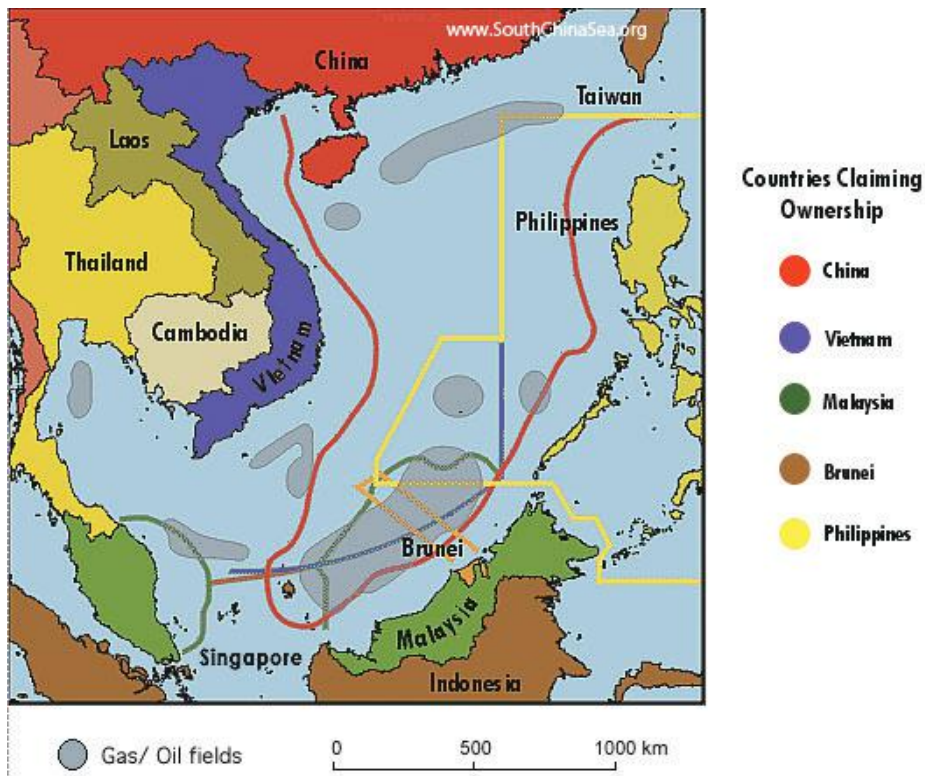 www.SouthChinaSea.org
China
Taiwan
Laos
Philippines
Thailand
Cambodia
Vietnam
Brunei
Malaysia
Singapore
Indonesia
Countries Claiming
Ownership
China
Vietnam
Malaysia
Brunei
Philippines
Gas/ Oil fields
0 500 1000 km